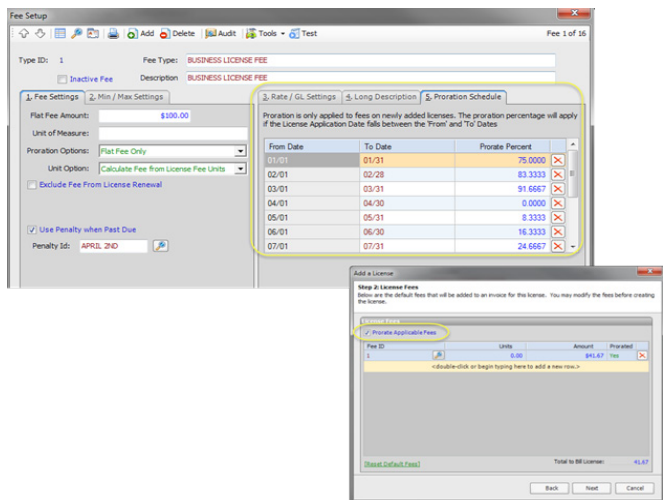 Fee Setup
Add Delete Audit Tools Test Fee 1 of 16
Type ID: 1 Fee Type: BUSINESS LICENSE FEE
Inactive Fee Description BUSINESS LICENSE FEE
1. Fee Settings 2. Min / Max Settings 3. Rate / GL Settings 4. Long Description 5. Proration Schedule
Flat Fee Amount: $100.00
Unit of Measure:
Proration Options: Flat Fee Only
Unit Option: Calculate Fee from License Fee Units
Exclude Fee From License Renewal
Use Penalty when Past Due
Penalty Id: APRIL 2ND
Proration is only applied to fees on newly added licenses. The proration percentage will apply
if the License Application Date falls between the 'From' and 'To' Dates
From Date To Date Prorate Percent
01/01 01/31 75.0000
02/01 02/28 83.3333
03/01 03/31 91.6667
04/01 04/30 0.0000
05/01 05/31 8.3333
06/01 06/30 16.3333
07/01 07/31 24.6667
Add a License
Step 2: License Fees
Below are the default fees that will be added to an invoice for this license. You may modify the fees before creating
the license.
License Fees
Prorate Applicable Fees
Fee ID Units Amount Prorated
1 0.00 $41.67 Yes
<double-click or begin typing here to add a new row.>
[Reset Default Fees] Total to Bill License: 41.67
Back Next Cancel